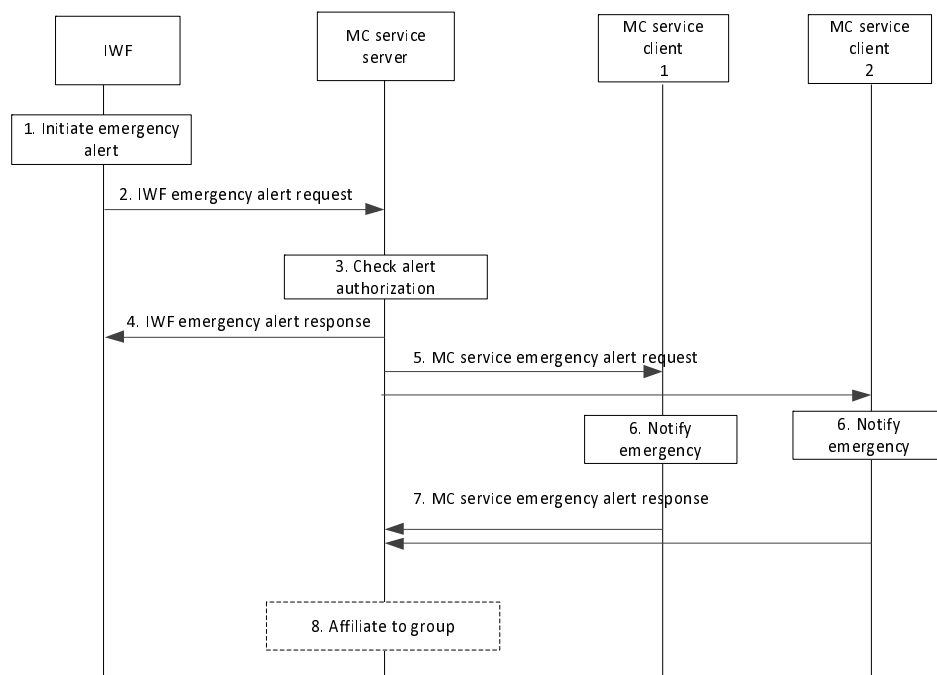 IWF
MC service
server
MC service
client
1
MC service
client
2
1. Initiate emergency
alert
2. IWF emergency alert request
3. Check alert
authorization
4. IWF emergency alert response
5. MC service emergency alert request
6. Notify
emergency
6. Notify
emergency
7. MC service emergency alert response
8. Affiliate to group